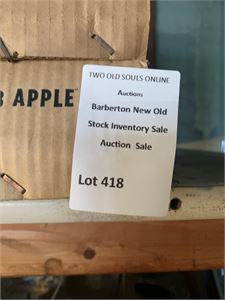 APPLE
TWO OLD SOULS ONLINE
Auctions
Barberton New Old
Stock Inventory Sale
Auction Sale
Lot 418